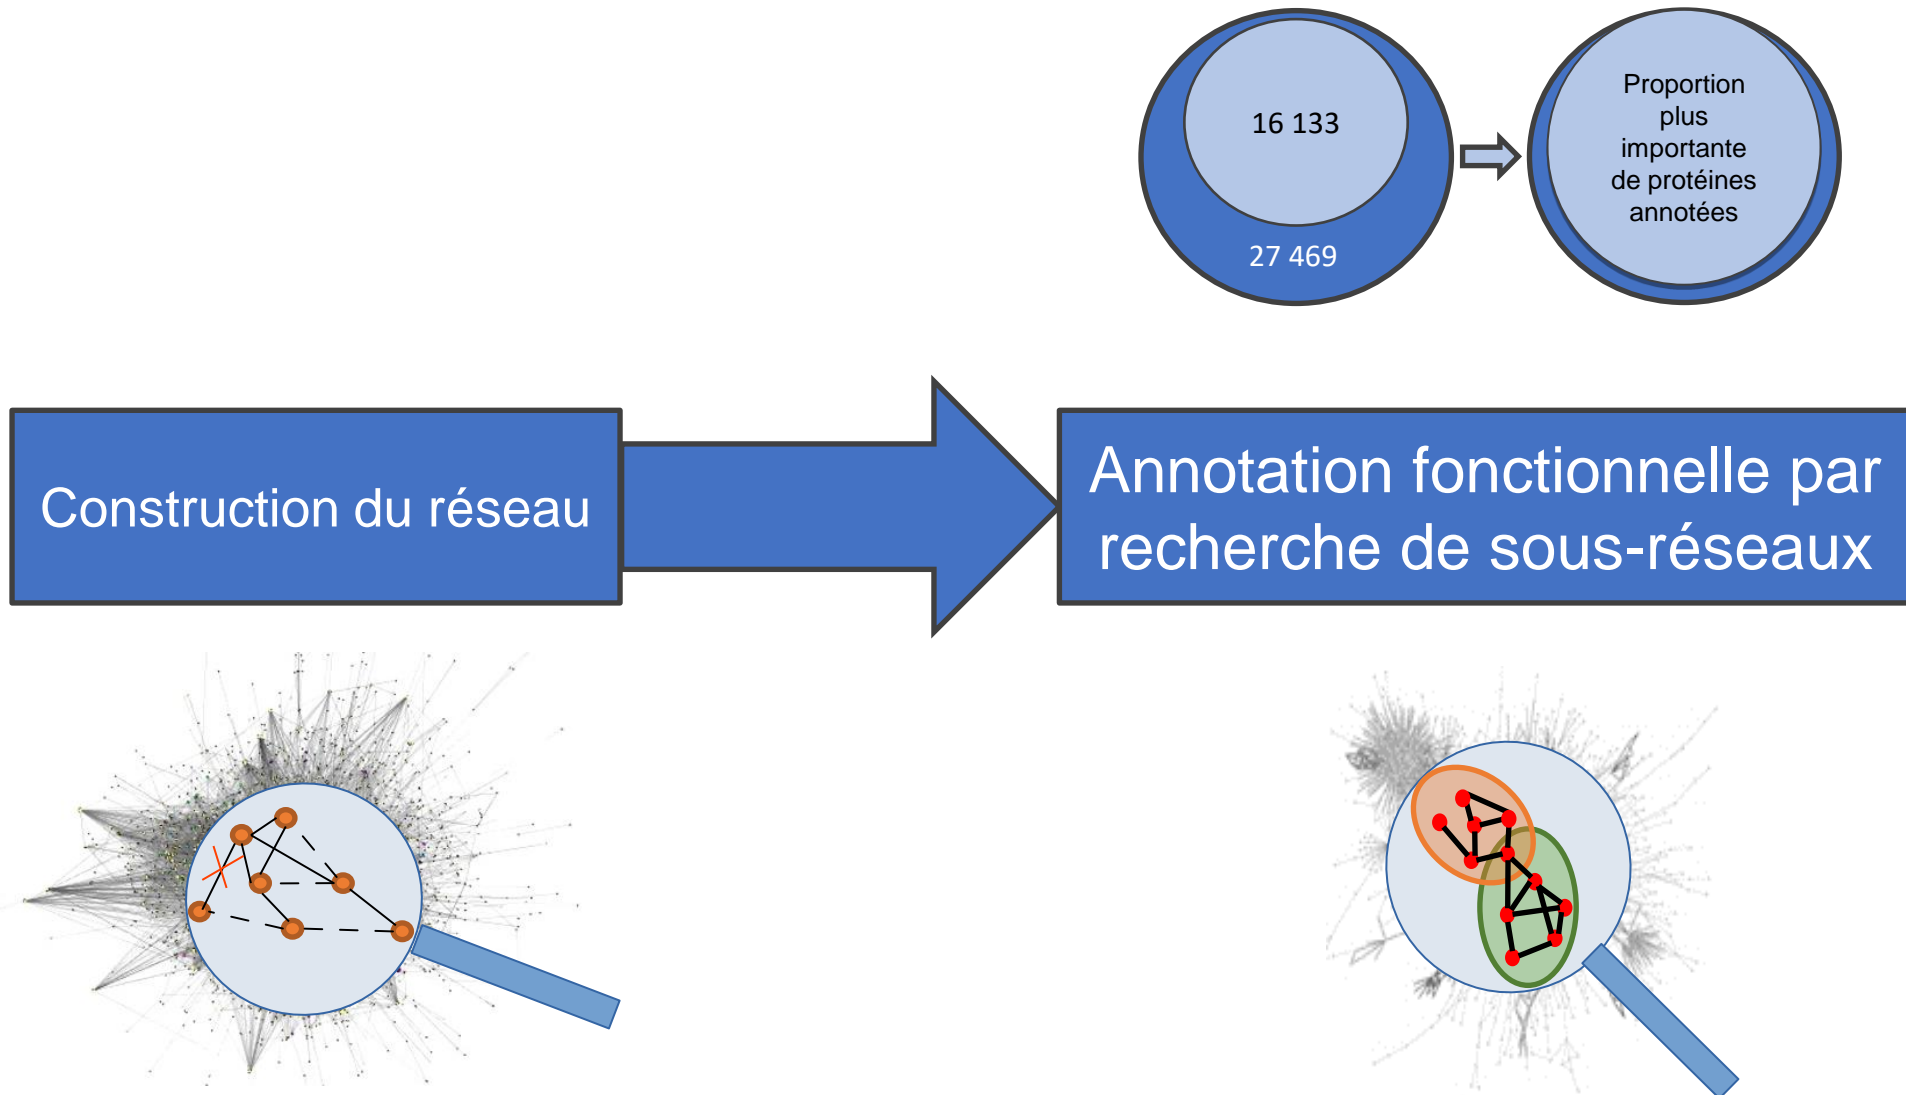 16 133
27 469
Proportion
plus
importante
de protéines
annotées
Construction du réseau
Annotation fonctionnelle par
recherche de sous-réseaux